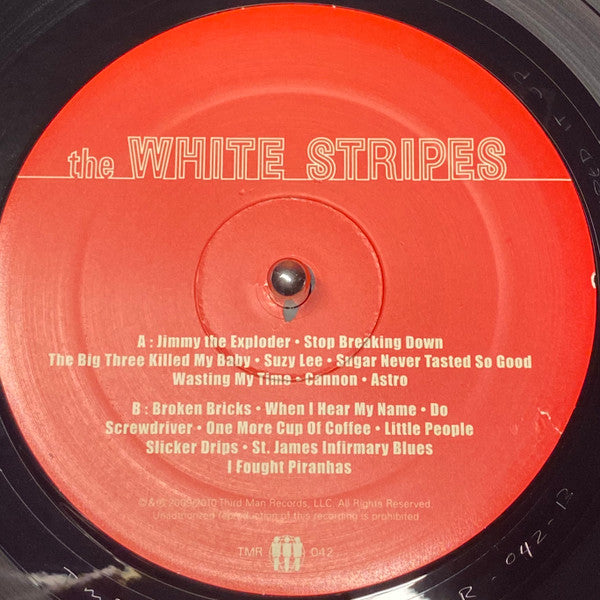 the WHITE STRIPES
A : Jimmy the Exploder • Stop Breaking Down
The Big Three Killed My Baby • Suzy Lee • Sugar Never Tasted So Good
Wasting My Time • Cannon • Astro
B : Broken Bricks • When I Hear My Name • Do
Screwdriver • One More Cup Of Coffee • Little People
Slicker Drips • St. James Infirmary Blues
I Fought Piranhas
©&℗ 2009/2010 Third Man Records, LLC. All Rights Reserved.
Unauthorized reproduction of this recording is prohibited.
TMR 042
R - 042 - B